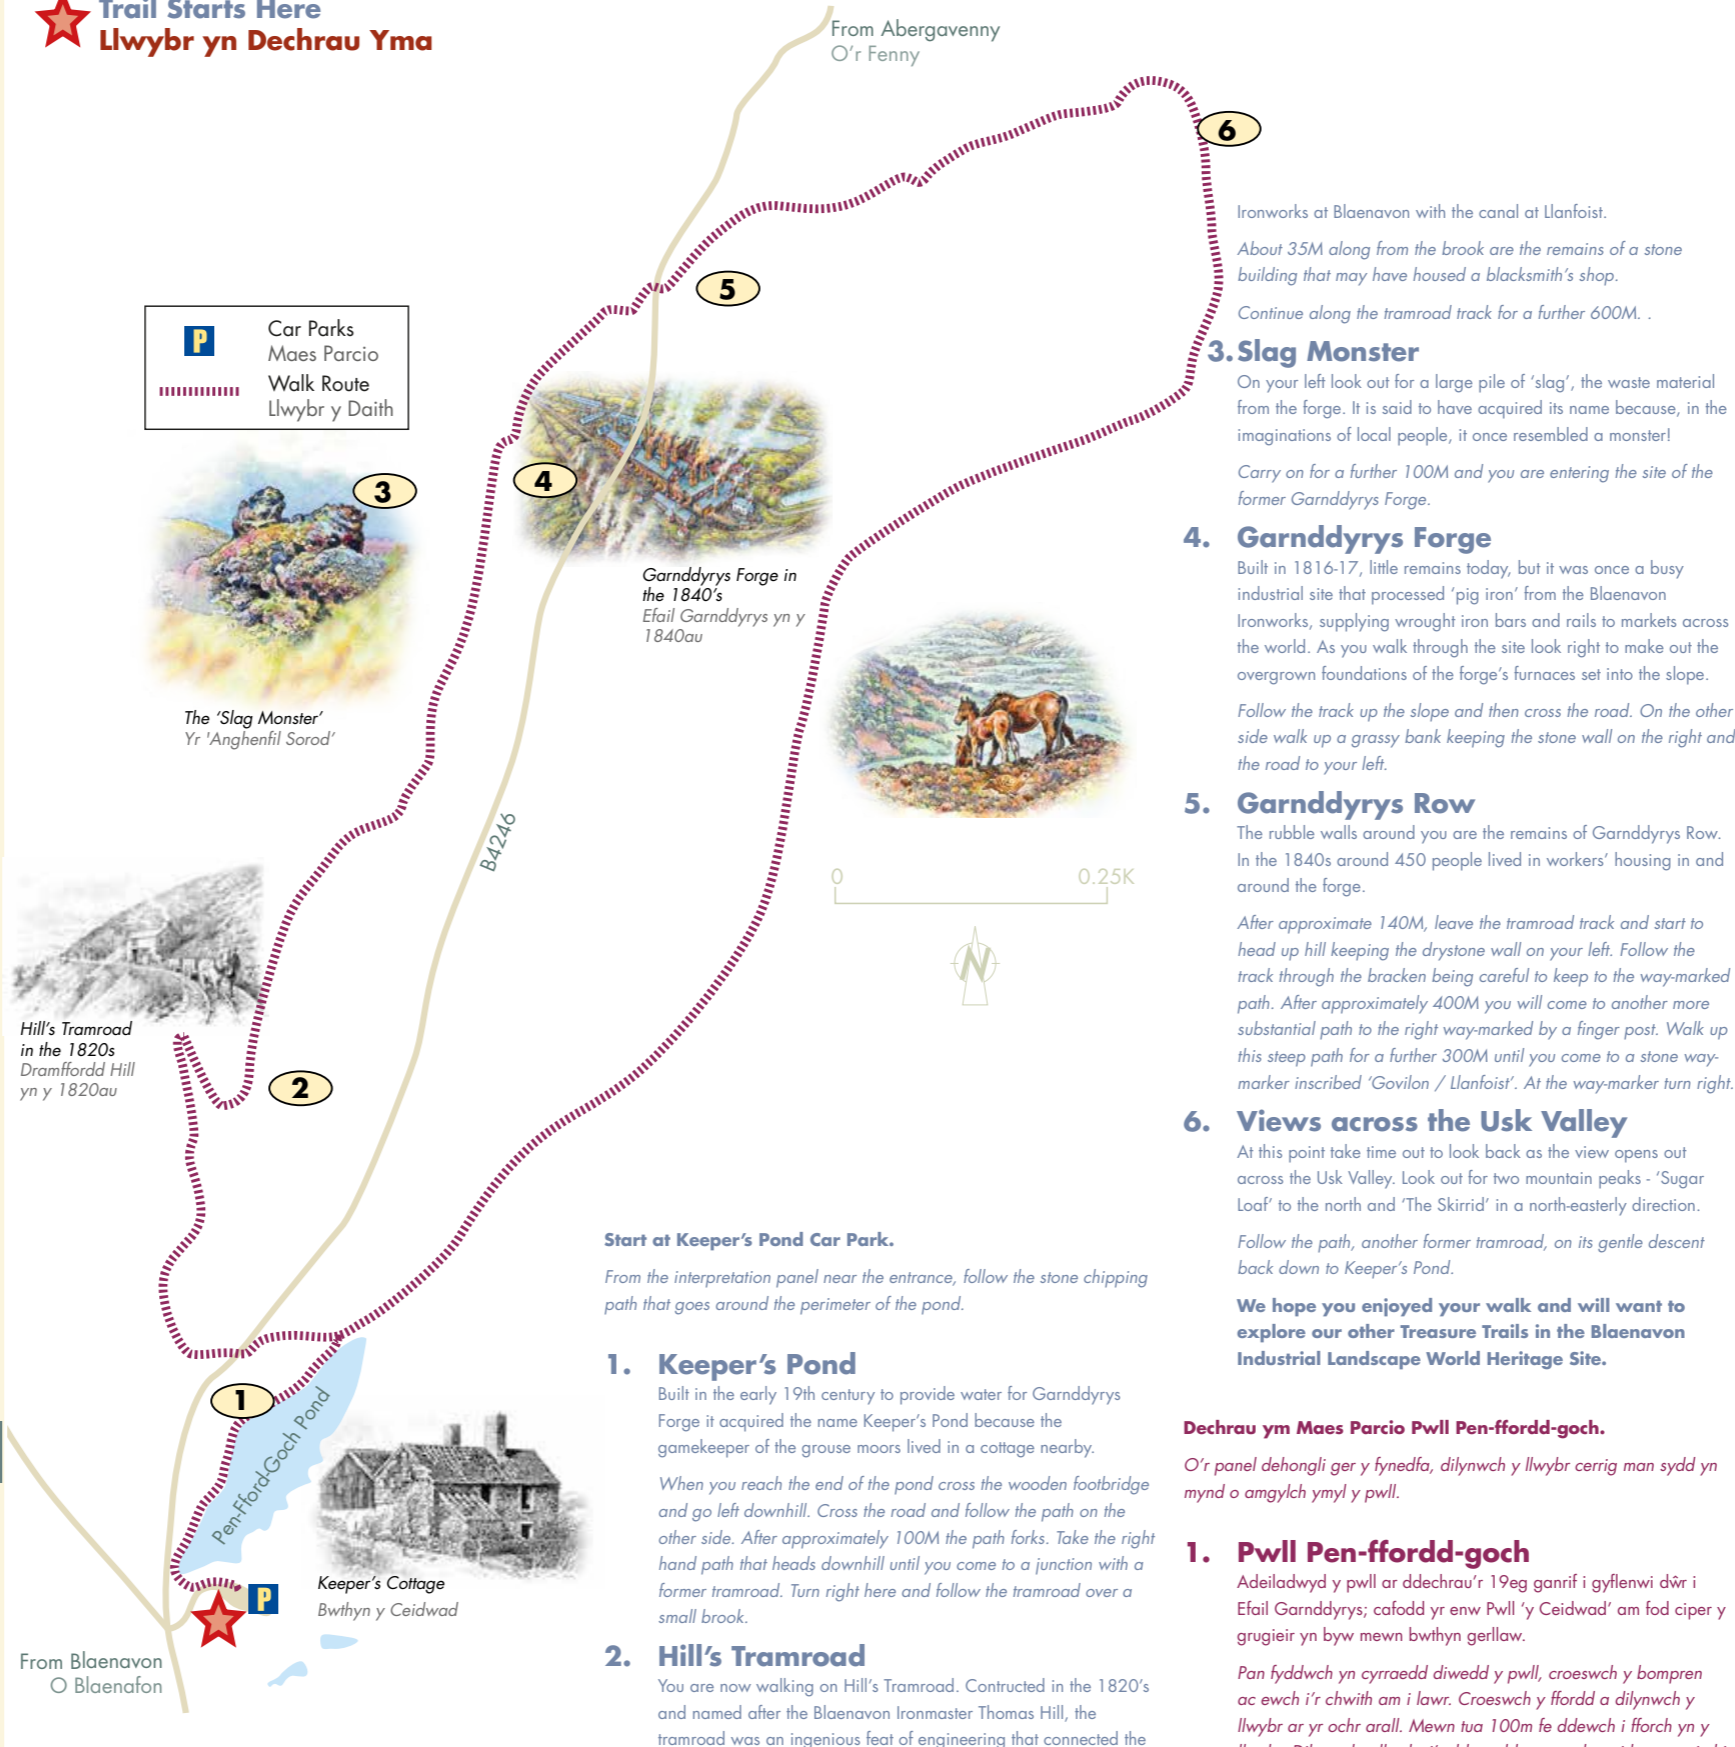 Trail Starts Here
Llwybr yn Dechrau Yma
From Abergavenny
O'r Fenny
6
5
P
Car Parks
Maes Parcio
Walk Route
Llwybr y Daith
3
4
Garnddyrys Forge in
the 1840's
Efail Garnddyrys yn y
1840au
The ‘Slag Monster’
Yr 'Anghenfil Sorod’
B4246
0 0.25K
N
Hill's Tramroad
in the 1820s
Dramffordd Hill
yn y 1820au
2
1
Pen-Fford-Goch Pond
Keeper's Cottage
Bwthyn y Ceidwad
P
From Blaenavon
O Blaenafon
Start at Keeper’s Pond Car Park.
From the interpretation panel near the entrance, follow the stone chipping
path that goes around the perimeter of the pond.
1. Keeper’s Pond
Built in the early 19th century to provide water for Garnddyrys
Forge it acquired the name Keeper’s Pond because the
gamekeeper of the grouse moors lived in a cottage nearby.
When you reach the end of the pond cross the wooden footbridge
and go left downhill. Cross the road and follow the path on the
other side. After approximately 100M the path forks. Take the right
hand path that heads downhill until you come to a junction with a
former tramroad. Turn right here and follow the tramroad over a
small brook.
2. Hill’s Tramroad
You are now walking on Hill’s Tramroad. Contructed in the 1820’s
and named after the Blaenavon Ironmaster Thomas Hill, the
tramroad was an ingenious feat of engineering that connected the
Ironworks at Blaenavon with the canal at Llanfoist.
About 35M along from the brook are the remains of a stone
building that may have housed a blacksmith’s shop.
Continue along the tramroad track for a further 600M. .
3. Slag Monster
On your left look out for a large pile of ‘slag’, the waste material
from the forge. It is said to have acquired its name because, in the
imaginations of local people, it once resembled a monster!
Carry on for a further 100M and you are entering the site of the
former Garnddyrys Forge.
4. Garnddyrys Forge
Built in 1816-17, little remains today, but it was once a busy
industrial site that processed ‘pig iron’ from the Blaenavon
Ironworks, supplying wrought iron bars and rails to markets across
the world. As you walk through the site look right to make out the
overgrown foundations of the forge’s furnaces set into the slope.
Follow the track up the slope and then cross the road. On the other
side walk up a grassy bank keeping the stone wall on the right and
the road to your left.
5. Garnddyrys Row
The rubble walls around you are the remains of Garnddyrys Row.
In the 1840s around 450 people lived in workers’ housing in and
around the forge.
After approximate 140M, leave the tramroad track and start to
head up hill keeping the drystone wall on your left. Follow the
track through the bracken being careful to keep to the way-marked
path. After approximately 400M you will come to another more
substantial path to the right way-marked by a finger post. Walk up
this steep path for a further 300M until you come to a stone way-
marker inscribed ‘Govilon / Llanfoist’. At the way-marker turn right.
6. Views across the Usk Valley
At this point take time out to look back as the view opens out
across the Usk Valley. Look out for two mountain peaks - ‘Sugar
Loaf’ to the north and ‘The Skirrid’ in a north-easterly direction.
Follow the path, another former tramroad, on its gentle descent
back down to Keeper’s Pond.
We hope you enjoyed your walk and will want to
explore our other Treasure Trails in the Blaenavon
Industrial Landscape World Heritage Site.
Dechrau ym Maes Parcio Pwll Pen-ffordd-goch.
O’r panel dehongli ger y fynedfa, dilynwch y llwybr cerrig man sydd yn
mynd o amgylch ymyl y pwll.
1. Pwll Pen-ffordd-goch
Adeiladwyd y pwll ar ddechrau’r 19eg ganrif i gyflenwi dŵr i
Efail Garnddyrys; cafodd yr enw Pwll ‘y Ceidwad’ am fod ciper y
grugieir yn byw mewn bwthyn gerllaw.
Pan fyddwch yn cyrraedd diwedd y pwll, croeswch y bompren
ac ewch i’r chwith am i lawr. Croeswch y ffordd a dilynwch y
llwybr ar yr ochr arall. Mewn tua 100m fe ddewch i fforch yn y